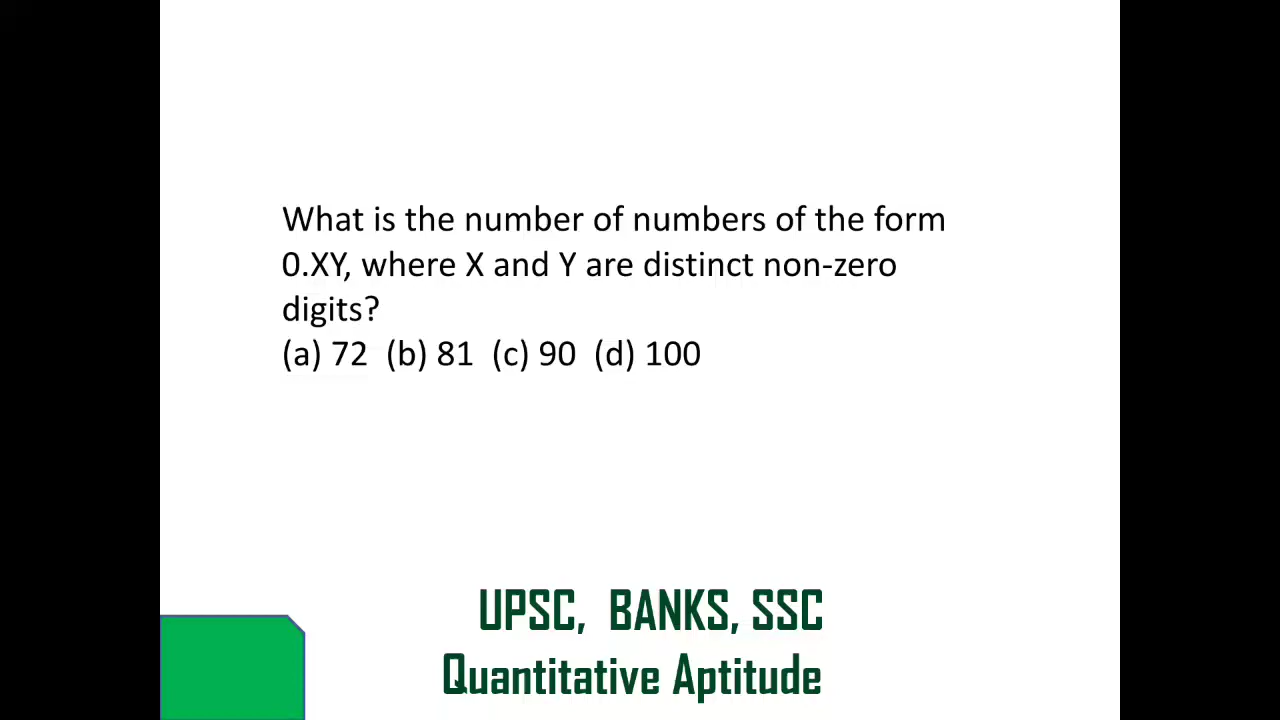 What is the number of numbers of the form
0.XY, where X and Y are distinct non-zero
digits?
(a) 72 (b) 81 (c) 90 (d) 100
UPSC, BANKS, SSC
Quantitative Aptitude